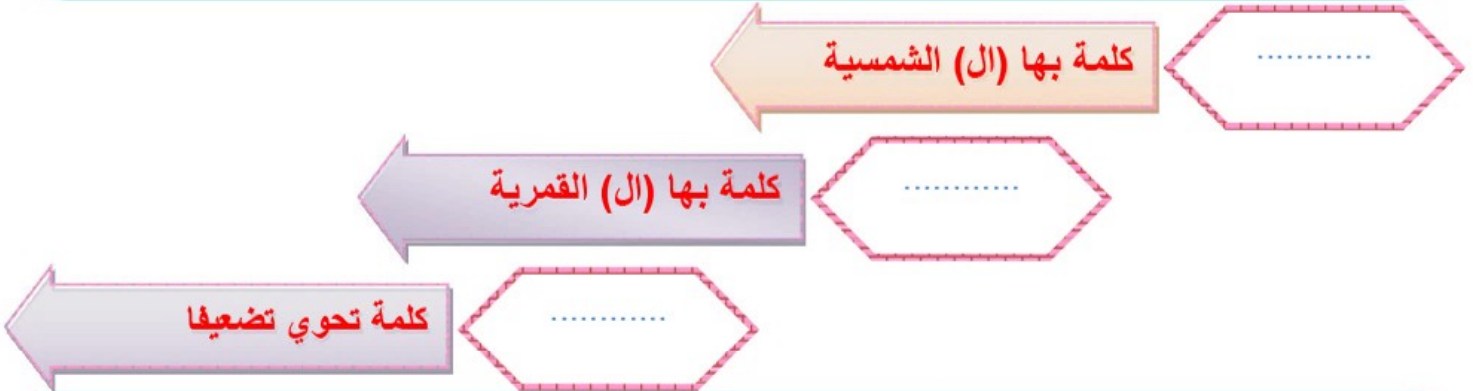 ............
كلمة بها (ال) الشمسية
............
كلمة بها (ال) القمرية
............
كلمة تحوي تضعيفا